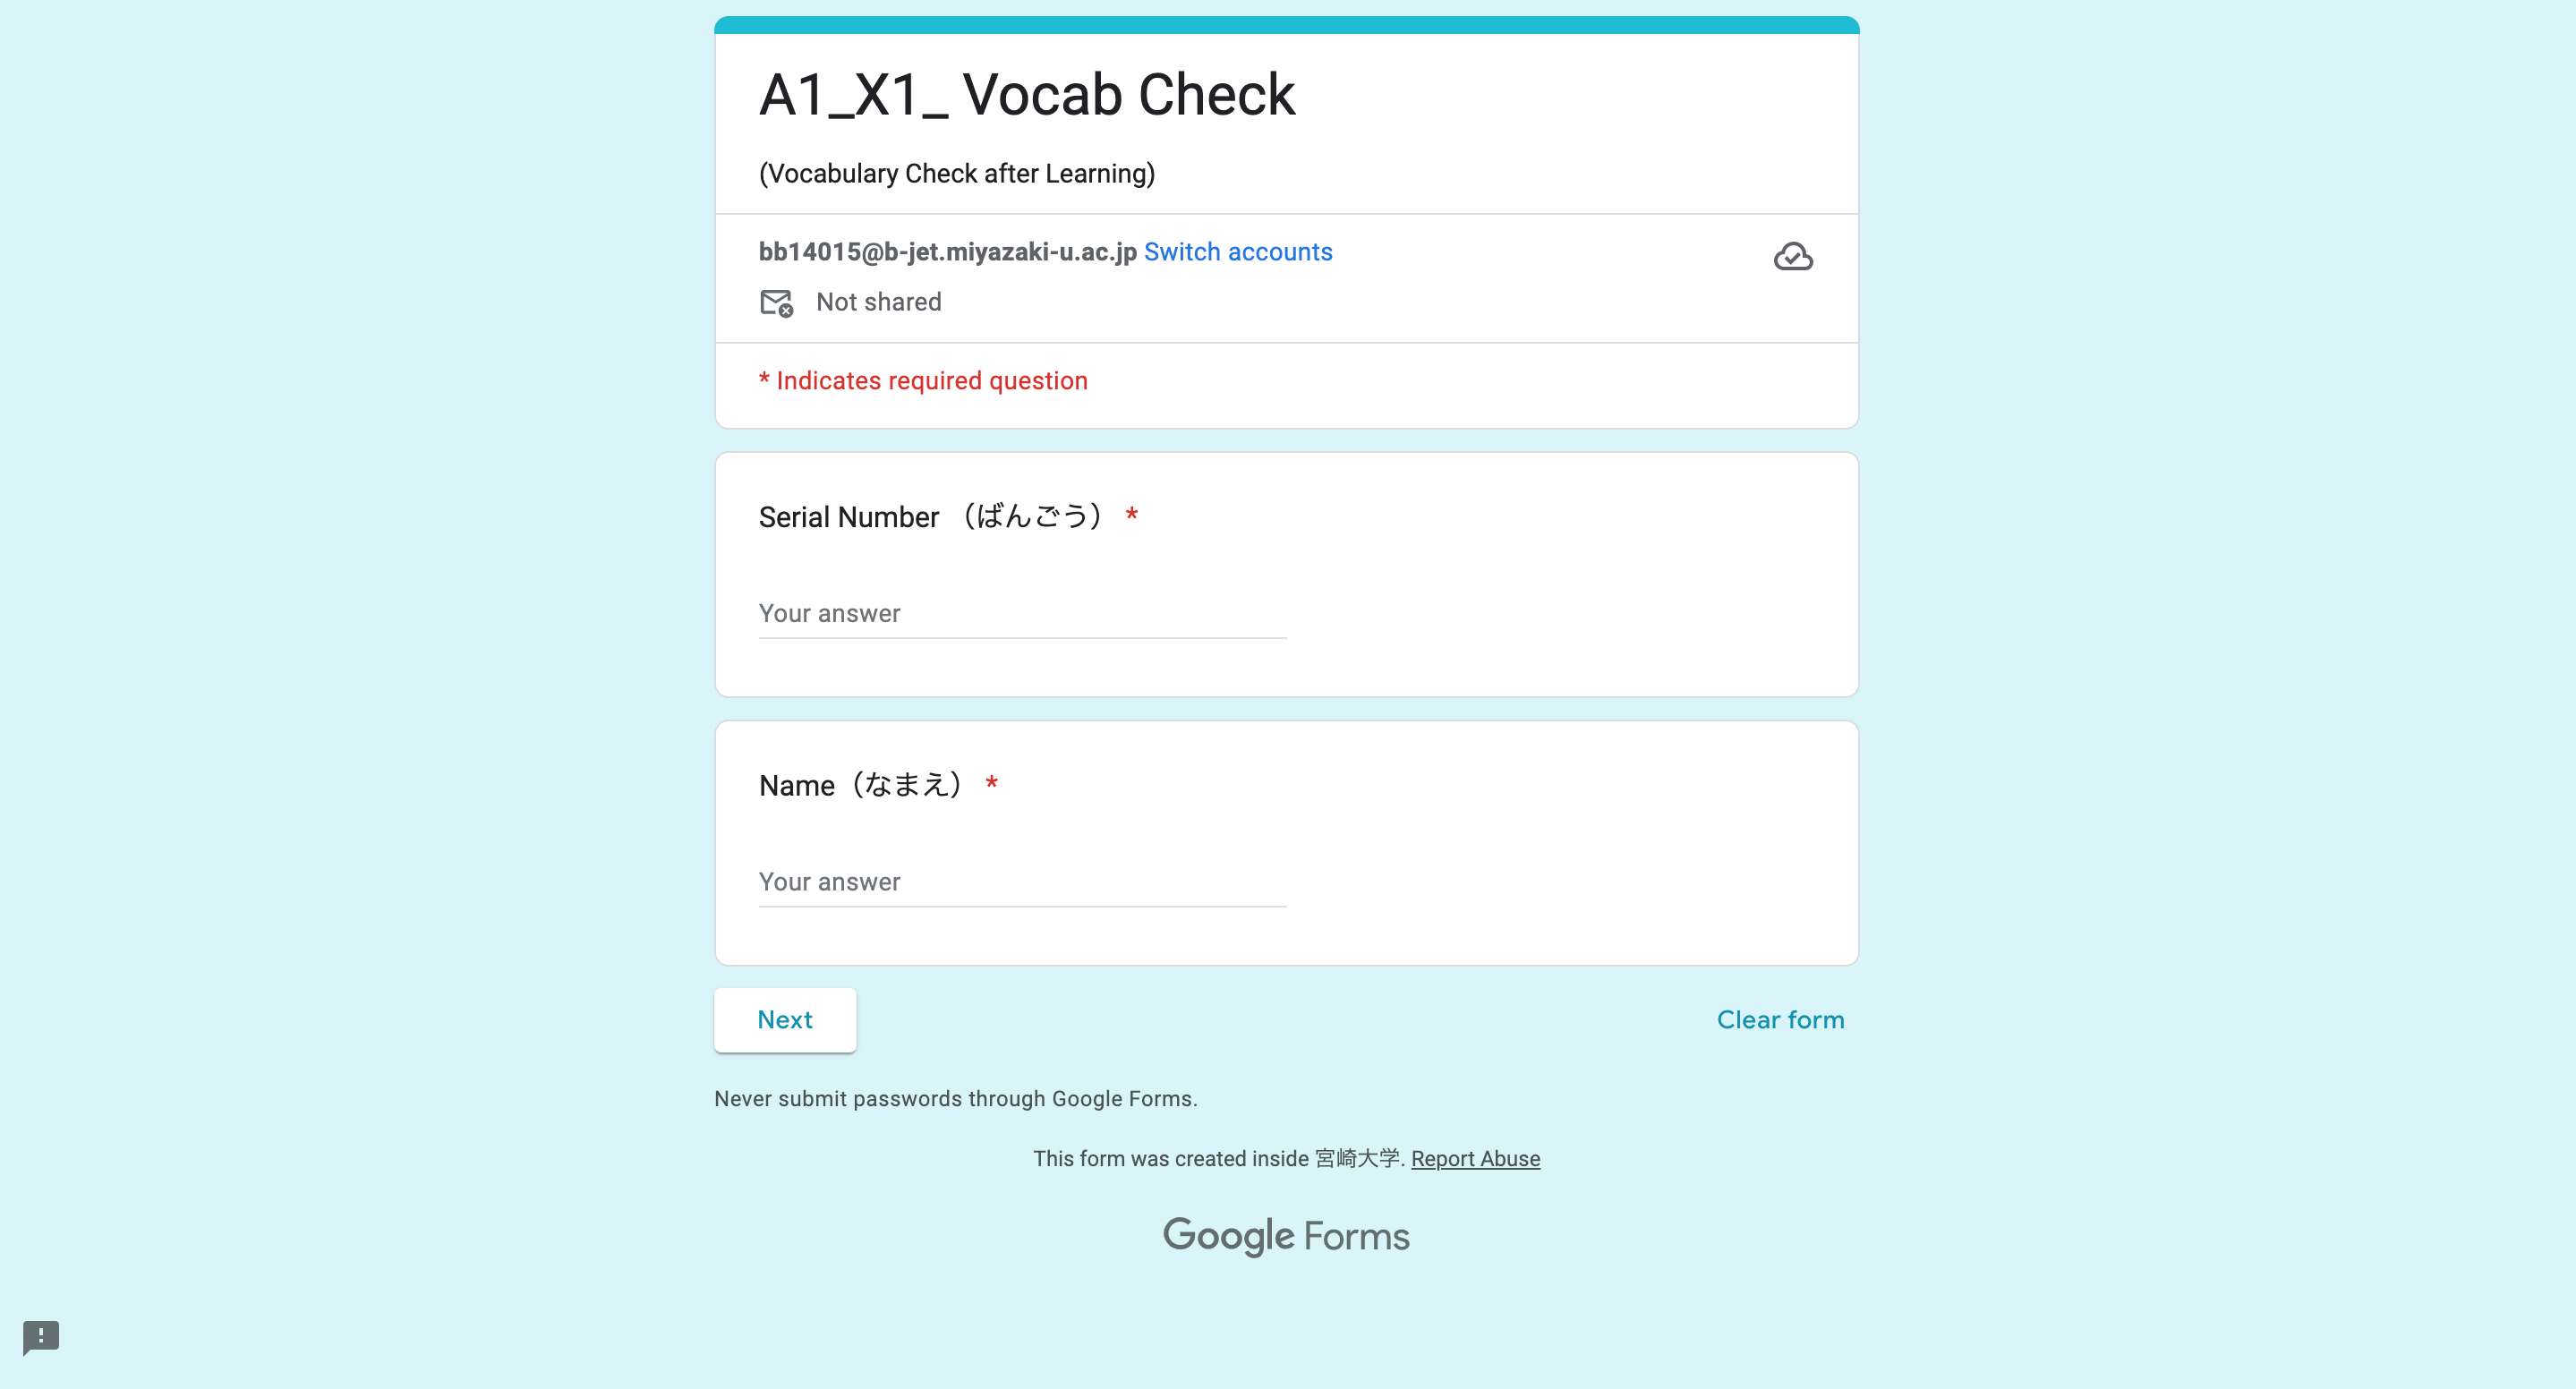 A1_X1_ Vocab Check
(Vocabulary Check after Learning)
bb14015@b-jet.miyazaki-u.ac.jp Switch accounts
Not shared
* Indicates required question
Serial Number （ばんごう） *
Your answer
Name（なまえ） *
Your answer
Next
Clear form
Never submit passwords through Google Forms.
This form was created inside 宮崎大学. Report Abuse
Google Forms